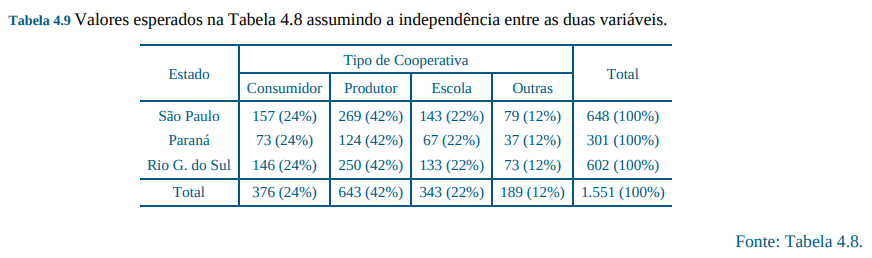 Tabela 4.9 Valores esperados na Tabela 4.8 assumindo a independência entre as duas variáveis.
Estado Tipo de Cooperativa Total
Consumidor Produtor Escola Outras
São Paulo 157 (24%) 269 (42%) 143 (22%) 79 (12%) 648 (100%)
Paraná 73 (24%) 124 (42%) 67 (22%) 37 (12%) 301 (100%)
Rio G. do Sul 146 (24%) 250 (42%) 133 (22%) 73 (12%) 602 (100%)
Total 376 (24%) 643 (42%) 343 (22%) 189 (12%) 1.551 (100%)
Fonte: Tabela 4.8.